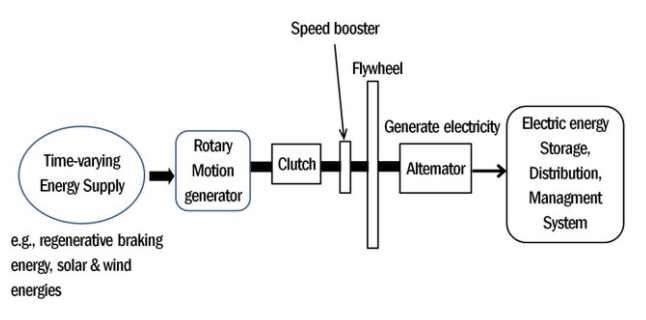 Speed booster
Flywheel
Generate electricity
Time-varying
Energy Supply
Rotary
Motion
generator
Clutch
Alternator
Electric energy
Storage,
Distribution,
Managment
System
e.g., regenerative braking
energy, solar & wind
energies